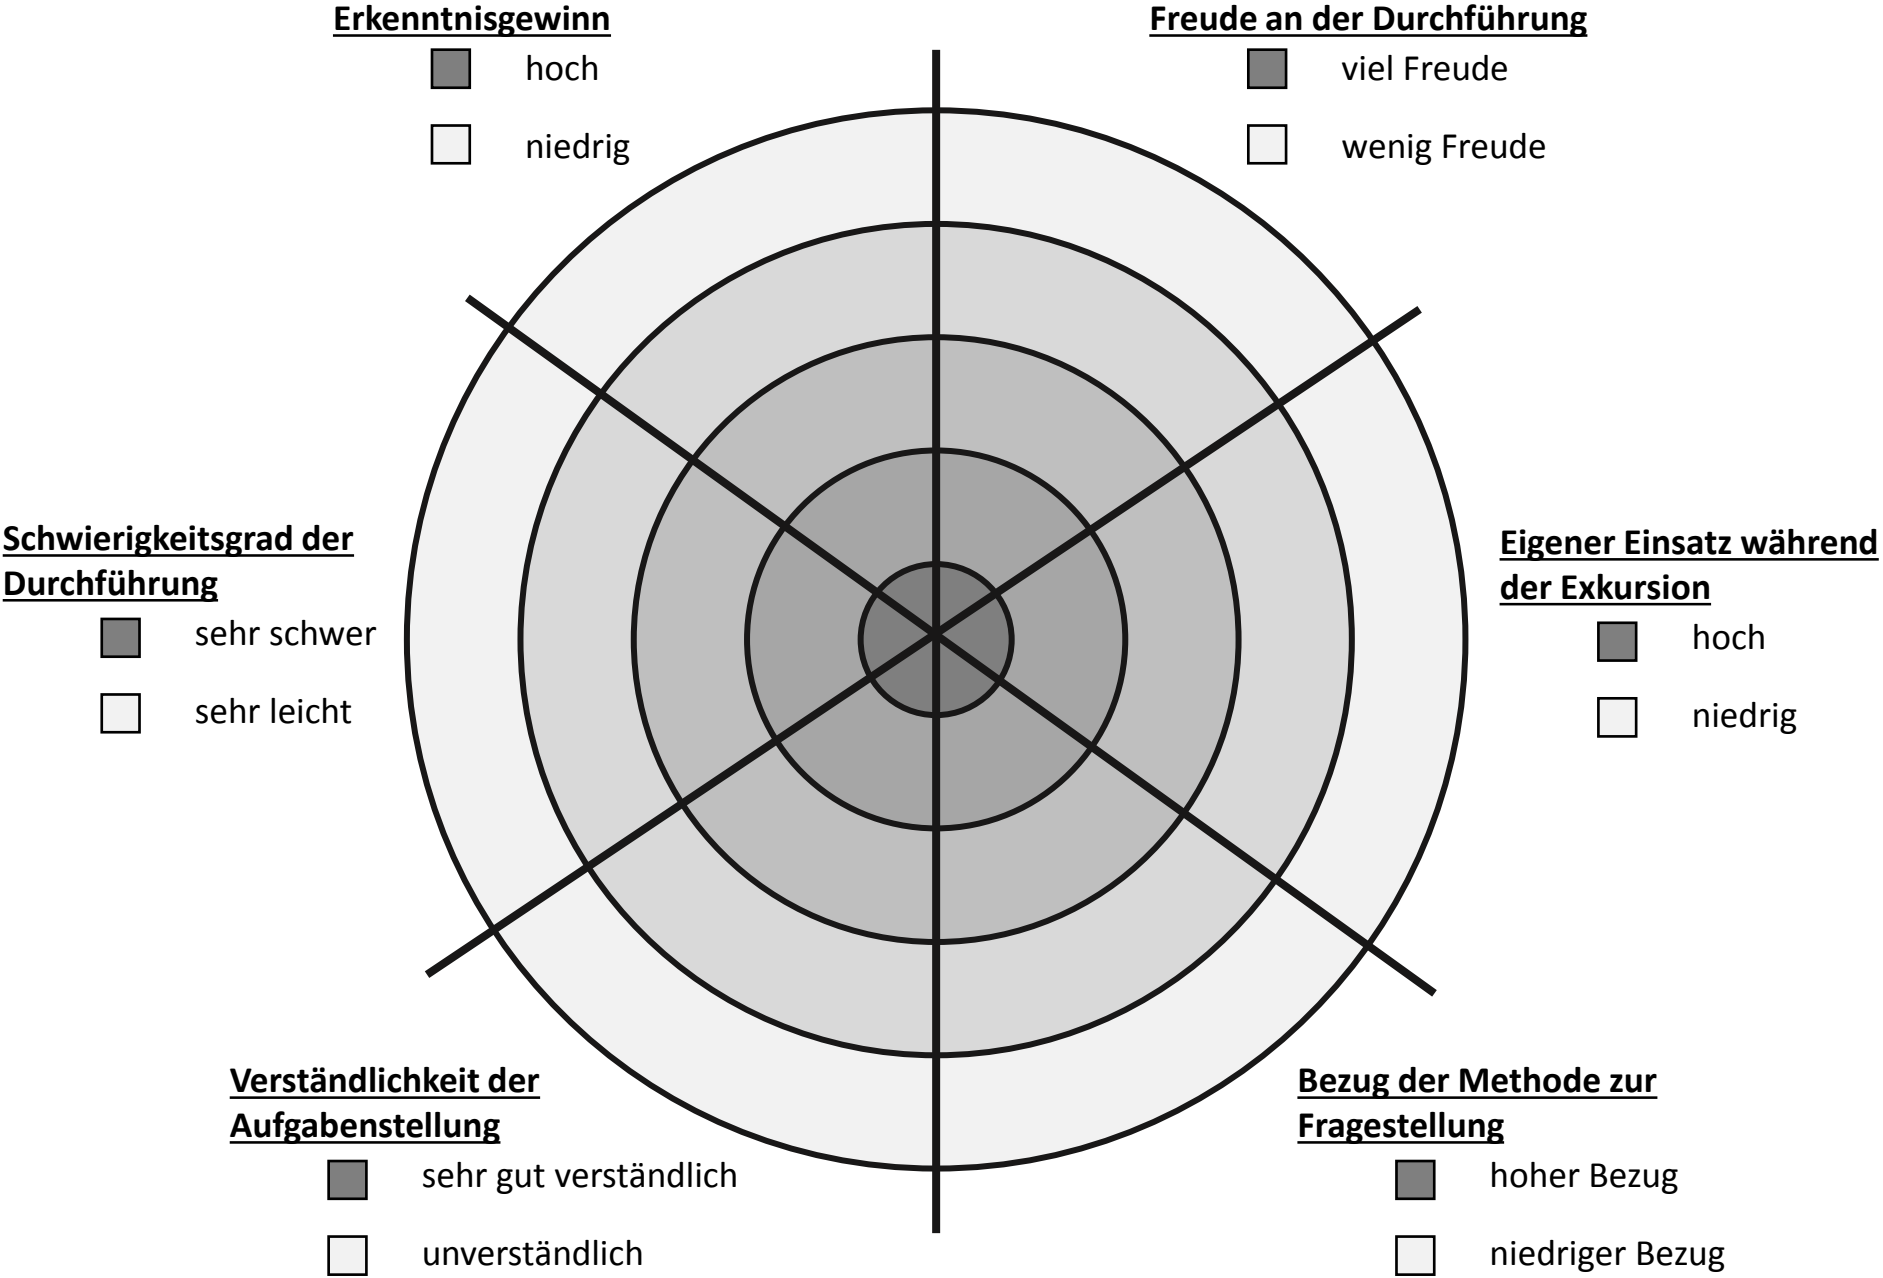 Erkenntnisgewinn
hoch
niedrig
Freude an der Durchführung
viel Freude
wenig Freude
Schwierigkeitsgrad der
Durchführung
sehr schwer
sehr leicht
Eigener Einsatz während
der Exkursion
hoch
niedrig
Verständlichkeit der
Aufgabenstellung
sehr gut verständlich
unverständlich
Bezug der Methode zur
Fragestellung
hoher Bezug
niedriger Bezug